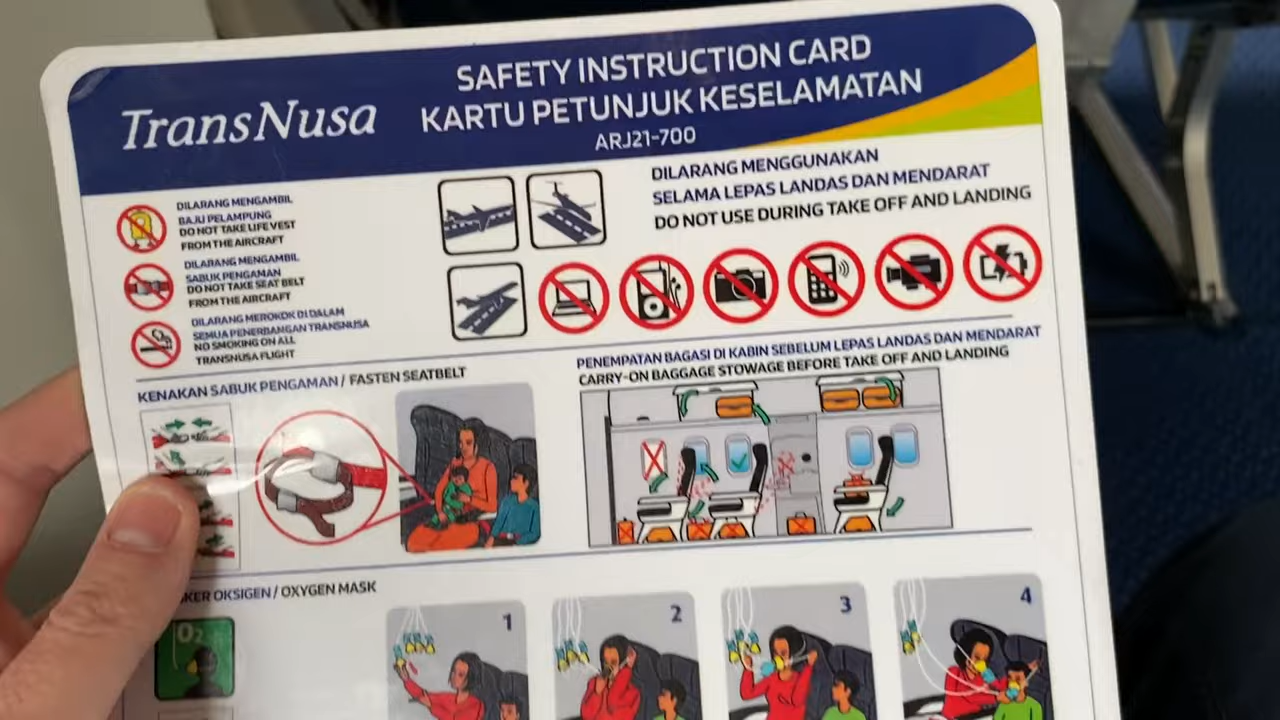 TransNusa
SAFETY INSTRUCTION CARD
KARTU PETUNJUK KESELAMATAN
ARJ21-700
DILARANG MENGAMBIL
BAJU PELAMPUNG
DO NOT TAKE LIFE VEST
FROM THE AIRCRAFT
DILARANG MENGAMBIL
SABUK PENGAMAN
DO NOT TAKE SEAT BELT
FROM THE AIRCRAFT
DILARANG MEROKOK DI DALAM
SEMUA PENERBANGAN TRANSNUSA
NO SMOKING ON ALL
TRANSNUSA FLIGHT
DILARANG MENGGUNAKAN
SELAMA LEPAS LANDAS DAN MENDARAT
DO NOT USE DURING TAKE OFF AND LANDING
KENAKAN SABUK PENGAMAN / FASTEN SEATBELT
PENEMPATAN BAGASI DI KABIN SEBELUM LEPAS LANDAS DAN MENDARAT
CARRY-ON BAGGAGE STOWAGE BEFORE TAKE OFF AND LANDING
KER OKSIGEN / OXYGEN MASK
O2
1
2
3
4